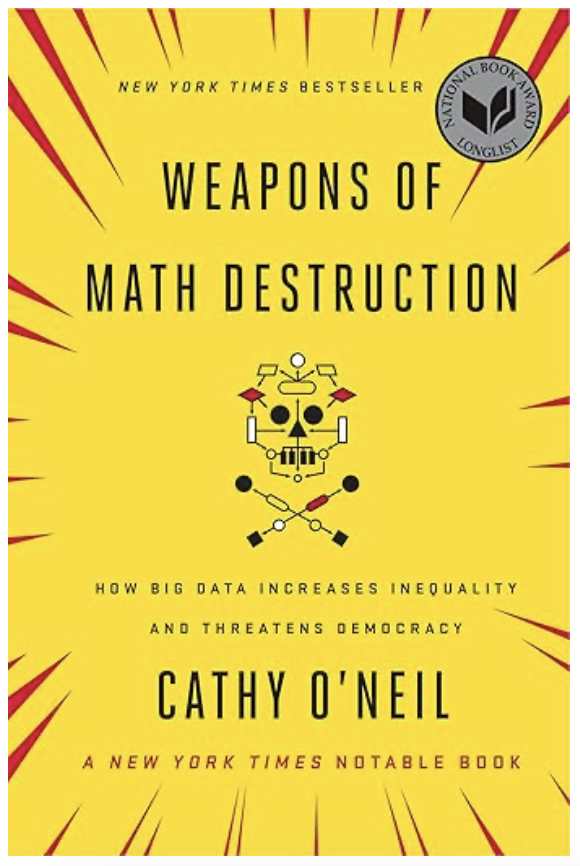 NEW YORK TIMES BESTSELLER
NATIONAL BOOK AWARD
LONGLIST
WEAPONS OF
MATH DESTRUCTION
HOW BIG DATA INCREASES INEQUALITY
AND THREATENS DEMOCRACY
CATHY O'NEIL
A NEW YORK TIMES NOTABLE BOOK